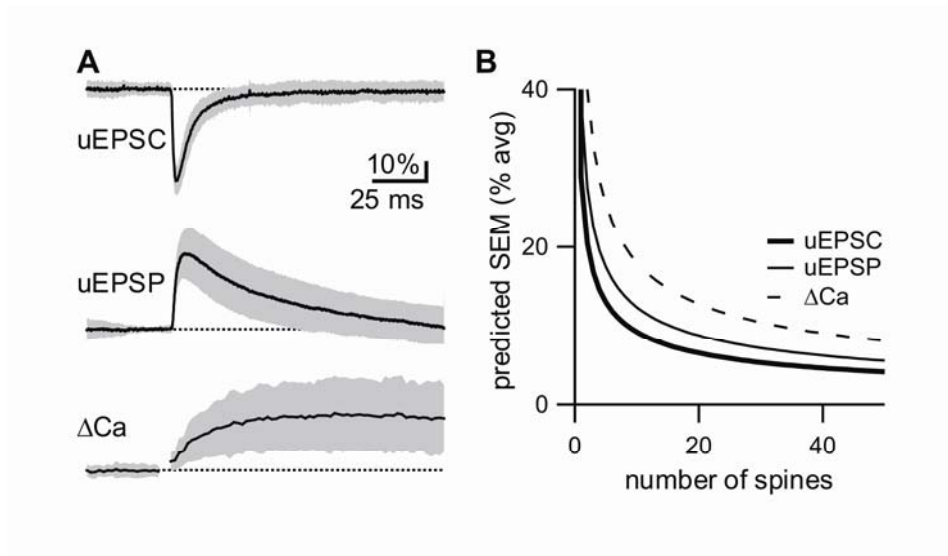 A
uEPSC
10%
25 ms
uEPSP
ΔCa
B
predicted SEM (% avg)
40
20
0
uEPSC
uEPSP
ΔCa
0 20 40
number of spines